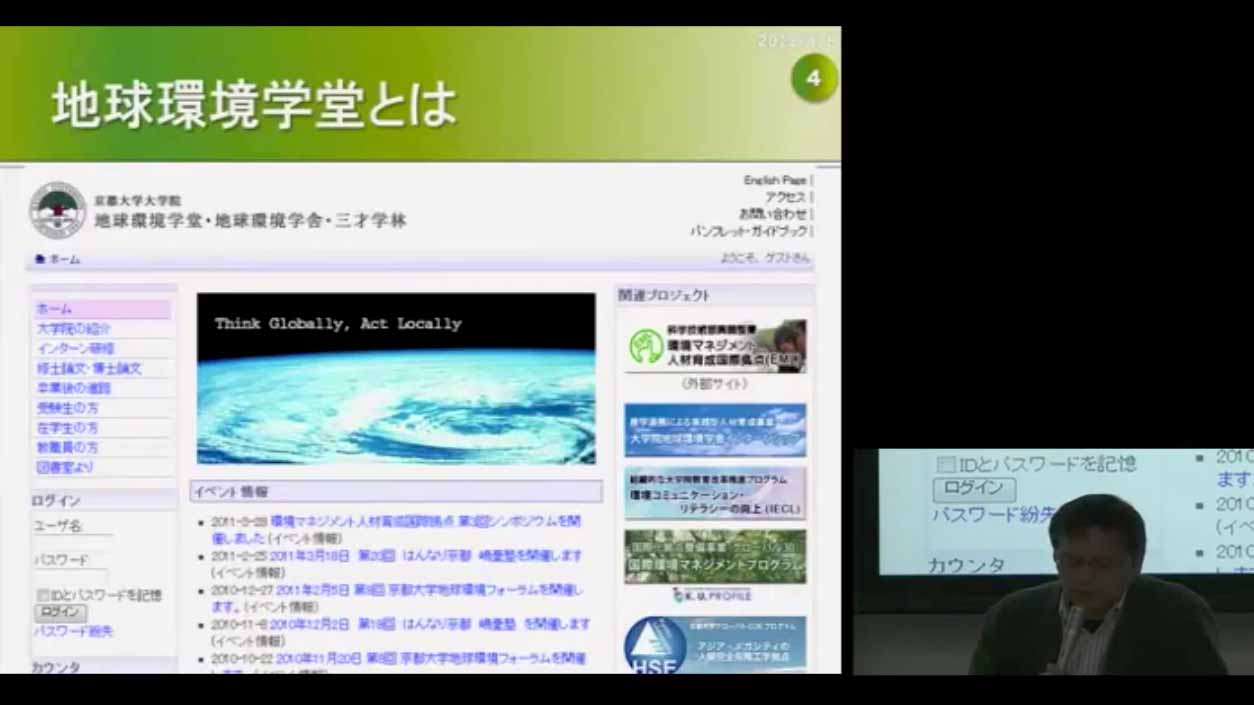 4
地球環境学堂とは
京都大学大学院
地球環境学堂・地球環境学舎・三才学林
English Page |
アクセス |
お問い合わせ |
パンフレット・ガイドブック |
ホーム
ようこそ、ゲストさん
ホーム
大学院の紹介
インターン研修
修士論文・博士論文
卒業後の進路
受験生の方
在学生の方
教職員の方
図書室より
ログイン
ユーザ名
パスワード
IDとパスワードを記憶
ログイン
パスワード紛失
カウンタ
Think Globally, Act Locally
イベント情報
2011-3-28 環境マネジメント人材育成国際拠点 第3回シンポジウムを開
催しました (イベント情報)
2011-2-25 2011年3月18日 第20回 はんなり京都 嶋臺塾を開催します
(イベント情報)
2010-12-27 2011年2月5日 第9回 京都大学地球環境フォーラムを開催し
ます。(イベント情報)
2010-11-8 2010年12月2日 第19回 はんなり京都 嶋臺塾 を開催します
(イベント情報)
2010-10-22 2010年11月20日 第8回 京都大学地球環境フォーラムを開催
関連プロジェクト
科学技術振興調整費
環境マネジメント
人材育成国際拠点(EM
(外部サイト)
産学連携による実践型人材育成事業
大学院地球環境学舎インターンシップ
組織的な大学院教育改革推進プログラム
環境コミュニケーション・
リテラシーの向上 (IECL)
国際環境マネジメントプログラム
K.U.PROFILE
京都大学グローバルCOEプログラム
アジア・メガシティの
人間安全保障工学拠点
HSE
IDとパスワードを記憶
ログイン
パスワード紛失
カウンタ
2010
ます。
2010
(イベ
2010